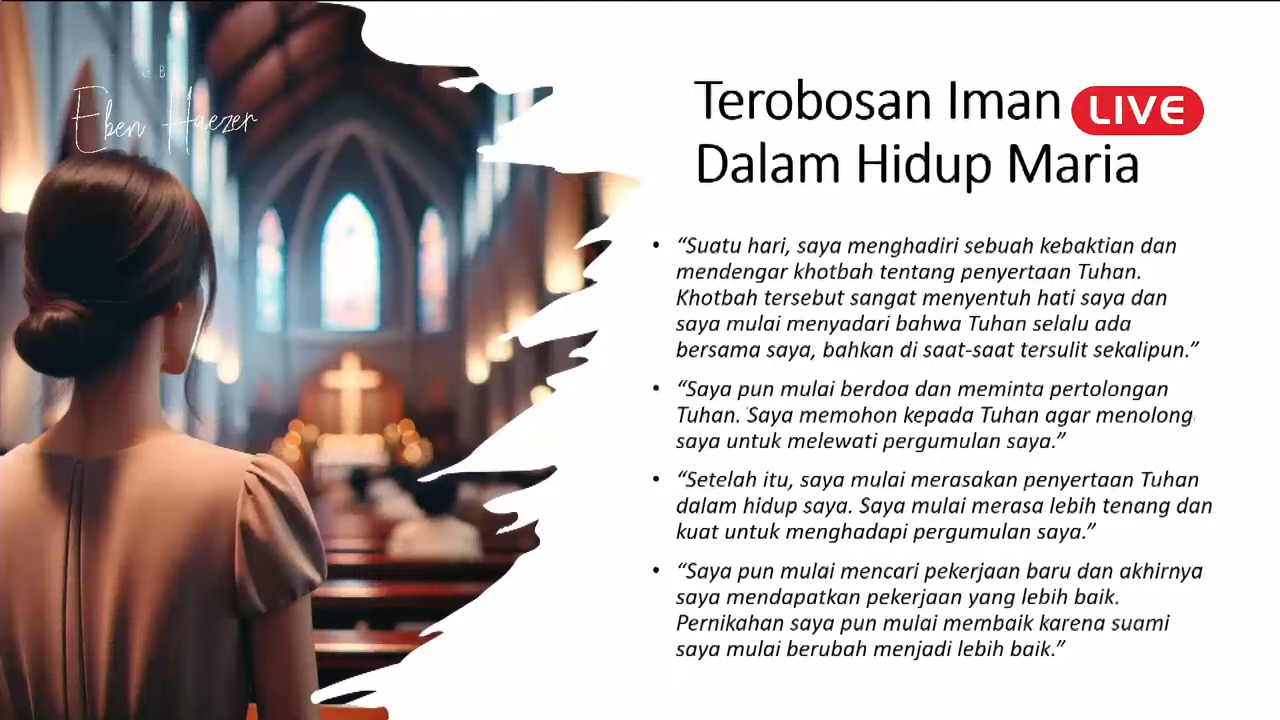 G B
Eben Haezer
Terobosan Iman
LIVE
Dalam Hidup Maria
• “Suatu hari, saya menghadiri sebuah kebaktian dan
mendengar khotbah tentang penyertaan Tuhan.
Khotbah tersebut sangat menyentuh hati saya dan
saya mulai menyadari bahwa Tuhan selalu ada
bersama saya, bahkan di saat-saat tersulit sekalipun.”
• “Saya pun mulai berdoa dan meminta pertolongan
Tuhan. Saya memohon kepada Tuhan agar menolong
saya untuk melewati pergumulan saya.”
• “Setelah itu, saya mulai merasakan penyertaan Tuhan
dalam hidup saya. Saya mulai merasa lebih tenang dan
kuat untuk menghadapi pergumulan saya.”
• “Saya pun mulai mencari pekerjaan baru dan akhirnya
saya mendapatkan pekerjaan yang lebih baik.
Pernikahan saya pun mulai membaik karena suami
saya mulai berubah menjadi lebih baik.”